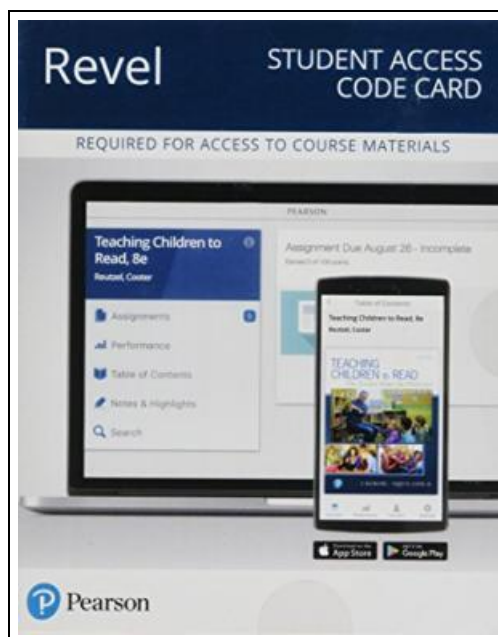 Revel
STUDENT ACCESS
CODE CARD
REQUIRED FOR ACCESS TO COURSE MATERIALS
PEARSON
Teaching Children to
Read, 8e
Reutzel, Cooter
Assignments
Performance
Table of Contents
Notes & Highlights
Search
Assignment Due August 26 - Incomplete
Table of Contents
Teaching Children to Read, 8e
Reutzel, Cooter
TEACHING
CHILDREN to READ
App Store
Google Play
Pearson